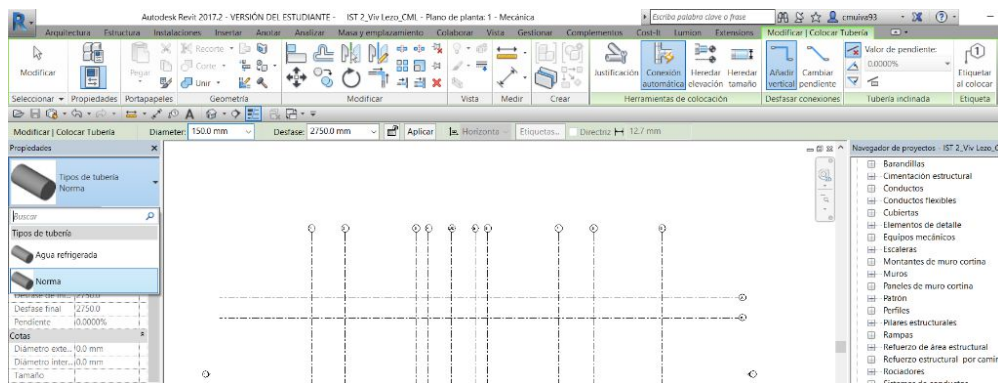 Autodesk Revit 2017.2 - VERSIÓN DEL ESTUDIANTE - IST 2_Viv Lezo_CML - Plano de planta: 1 - Mecánica
Escriba palabra clave o frase
cmuiva93
Arquitectura Estructura Instalaciones Insertar Anotar Analizar Masa y emplazamiento Colaborar Vista Gestionar Complementos Cost-It Lumion Extensions Modificar | Colocar Tubería
Modificar
Pegar
Recorte
Corte
Unir
Justificación
Conexión automática
Heredar elevación
Heredar tamaño
Añadir vertical
Cambiar pendiente
Valor de pendiente:
0.0000%
Etiquetar al colocar
Seleccionar Propiedades Portapapeles Geometría Modificar Vista Medir Crear Herramientas de colocación Desfasar conexiones Tubería inclinada Etiqueta
Modificar | Colocar Tubería Diameter: 150.0 mm Desfase: 2750.0 mm Aplicar Horizonta Etiquetas... Directriz 12.7 mm
Propiedades
Tipos de tubería
Norma
Buscar
Tipos de tubería
Agua refrigerada
Norma
Desfase final 2750.0
Pendiente 0.0000%
Cotas
Diámetro exte... 0.0 mm
Diámetro inter... 0.0 mm
Tamaño
Navegador de proyectos - IST 2_Viv Lezo_C
Barandillas
Cimentación estructural
Conductos
Conductos flexibles
Cubiertas
Elementos de detalle
Equipos mecánicos
Escaleras
Montantes de muro cortina
Muros
Paneles de muro cortina
Patrón
Perfiles
Pilares estructurales
Rampas
Refuerzo de área estructural
Refuerzo estructural por camin
Rociadores